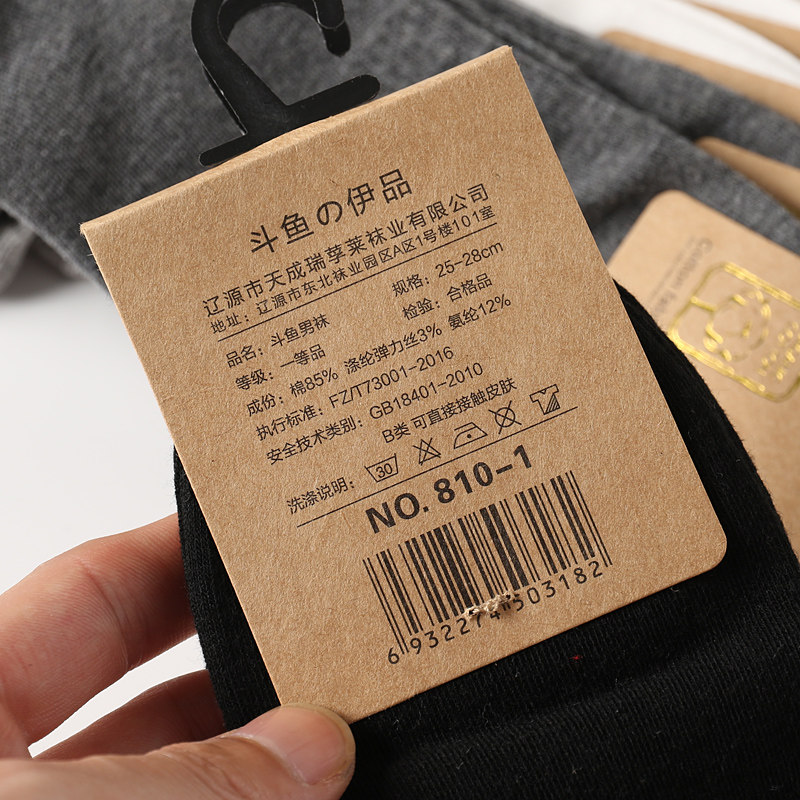 斗鱼の伊品
辽源市天成瑞孚莱袜业有限公司
地址：辽源市东北袜业园区A区1号楼101室
品名：斗鱼男袜 规格：25-28cm
等级：一等品 检验：合格品
成份：棉85% 涤纶弹力丝3% 氨纶12%
执行标准：FZ/T73001-2016
安全技术类别：GB18401-2010
B类 可直接接触皮肤
洗涤说明： 30
NO. 810-1
6932274503182
Cotton